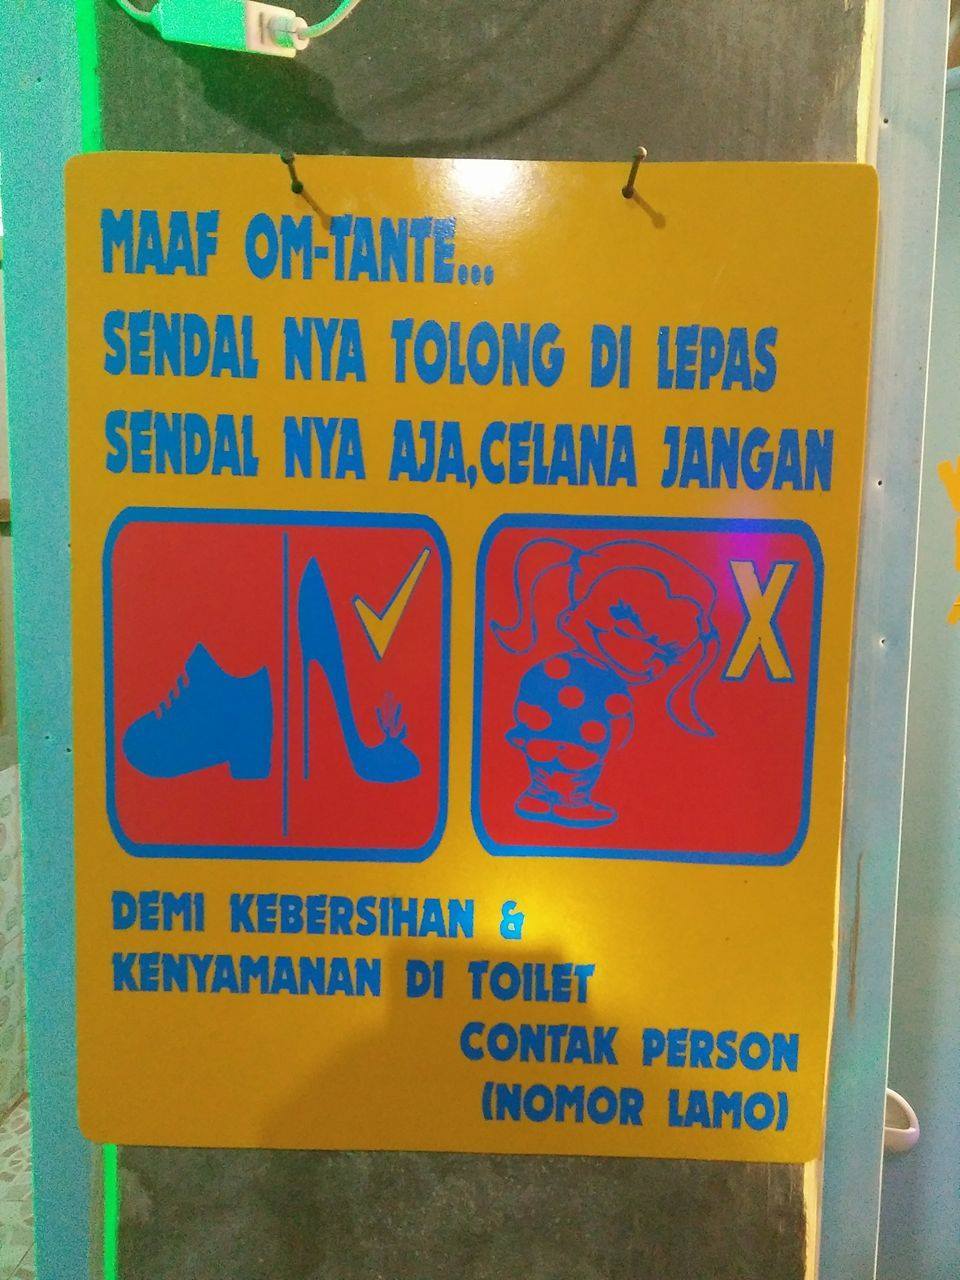 MAAF OM-TANTE...
SENDAL NYA TOLONG DI LEPAS
SENDAL NYA AJA,CELANA JANGAN
X
DEMI KEBERSIHAN &
KENYAMANAN DI TOILET
CONTAK PERSON
(NOMOR LAMO)